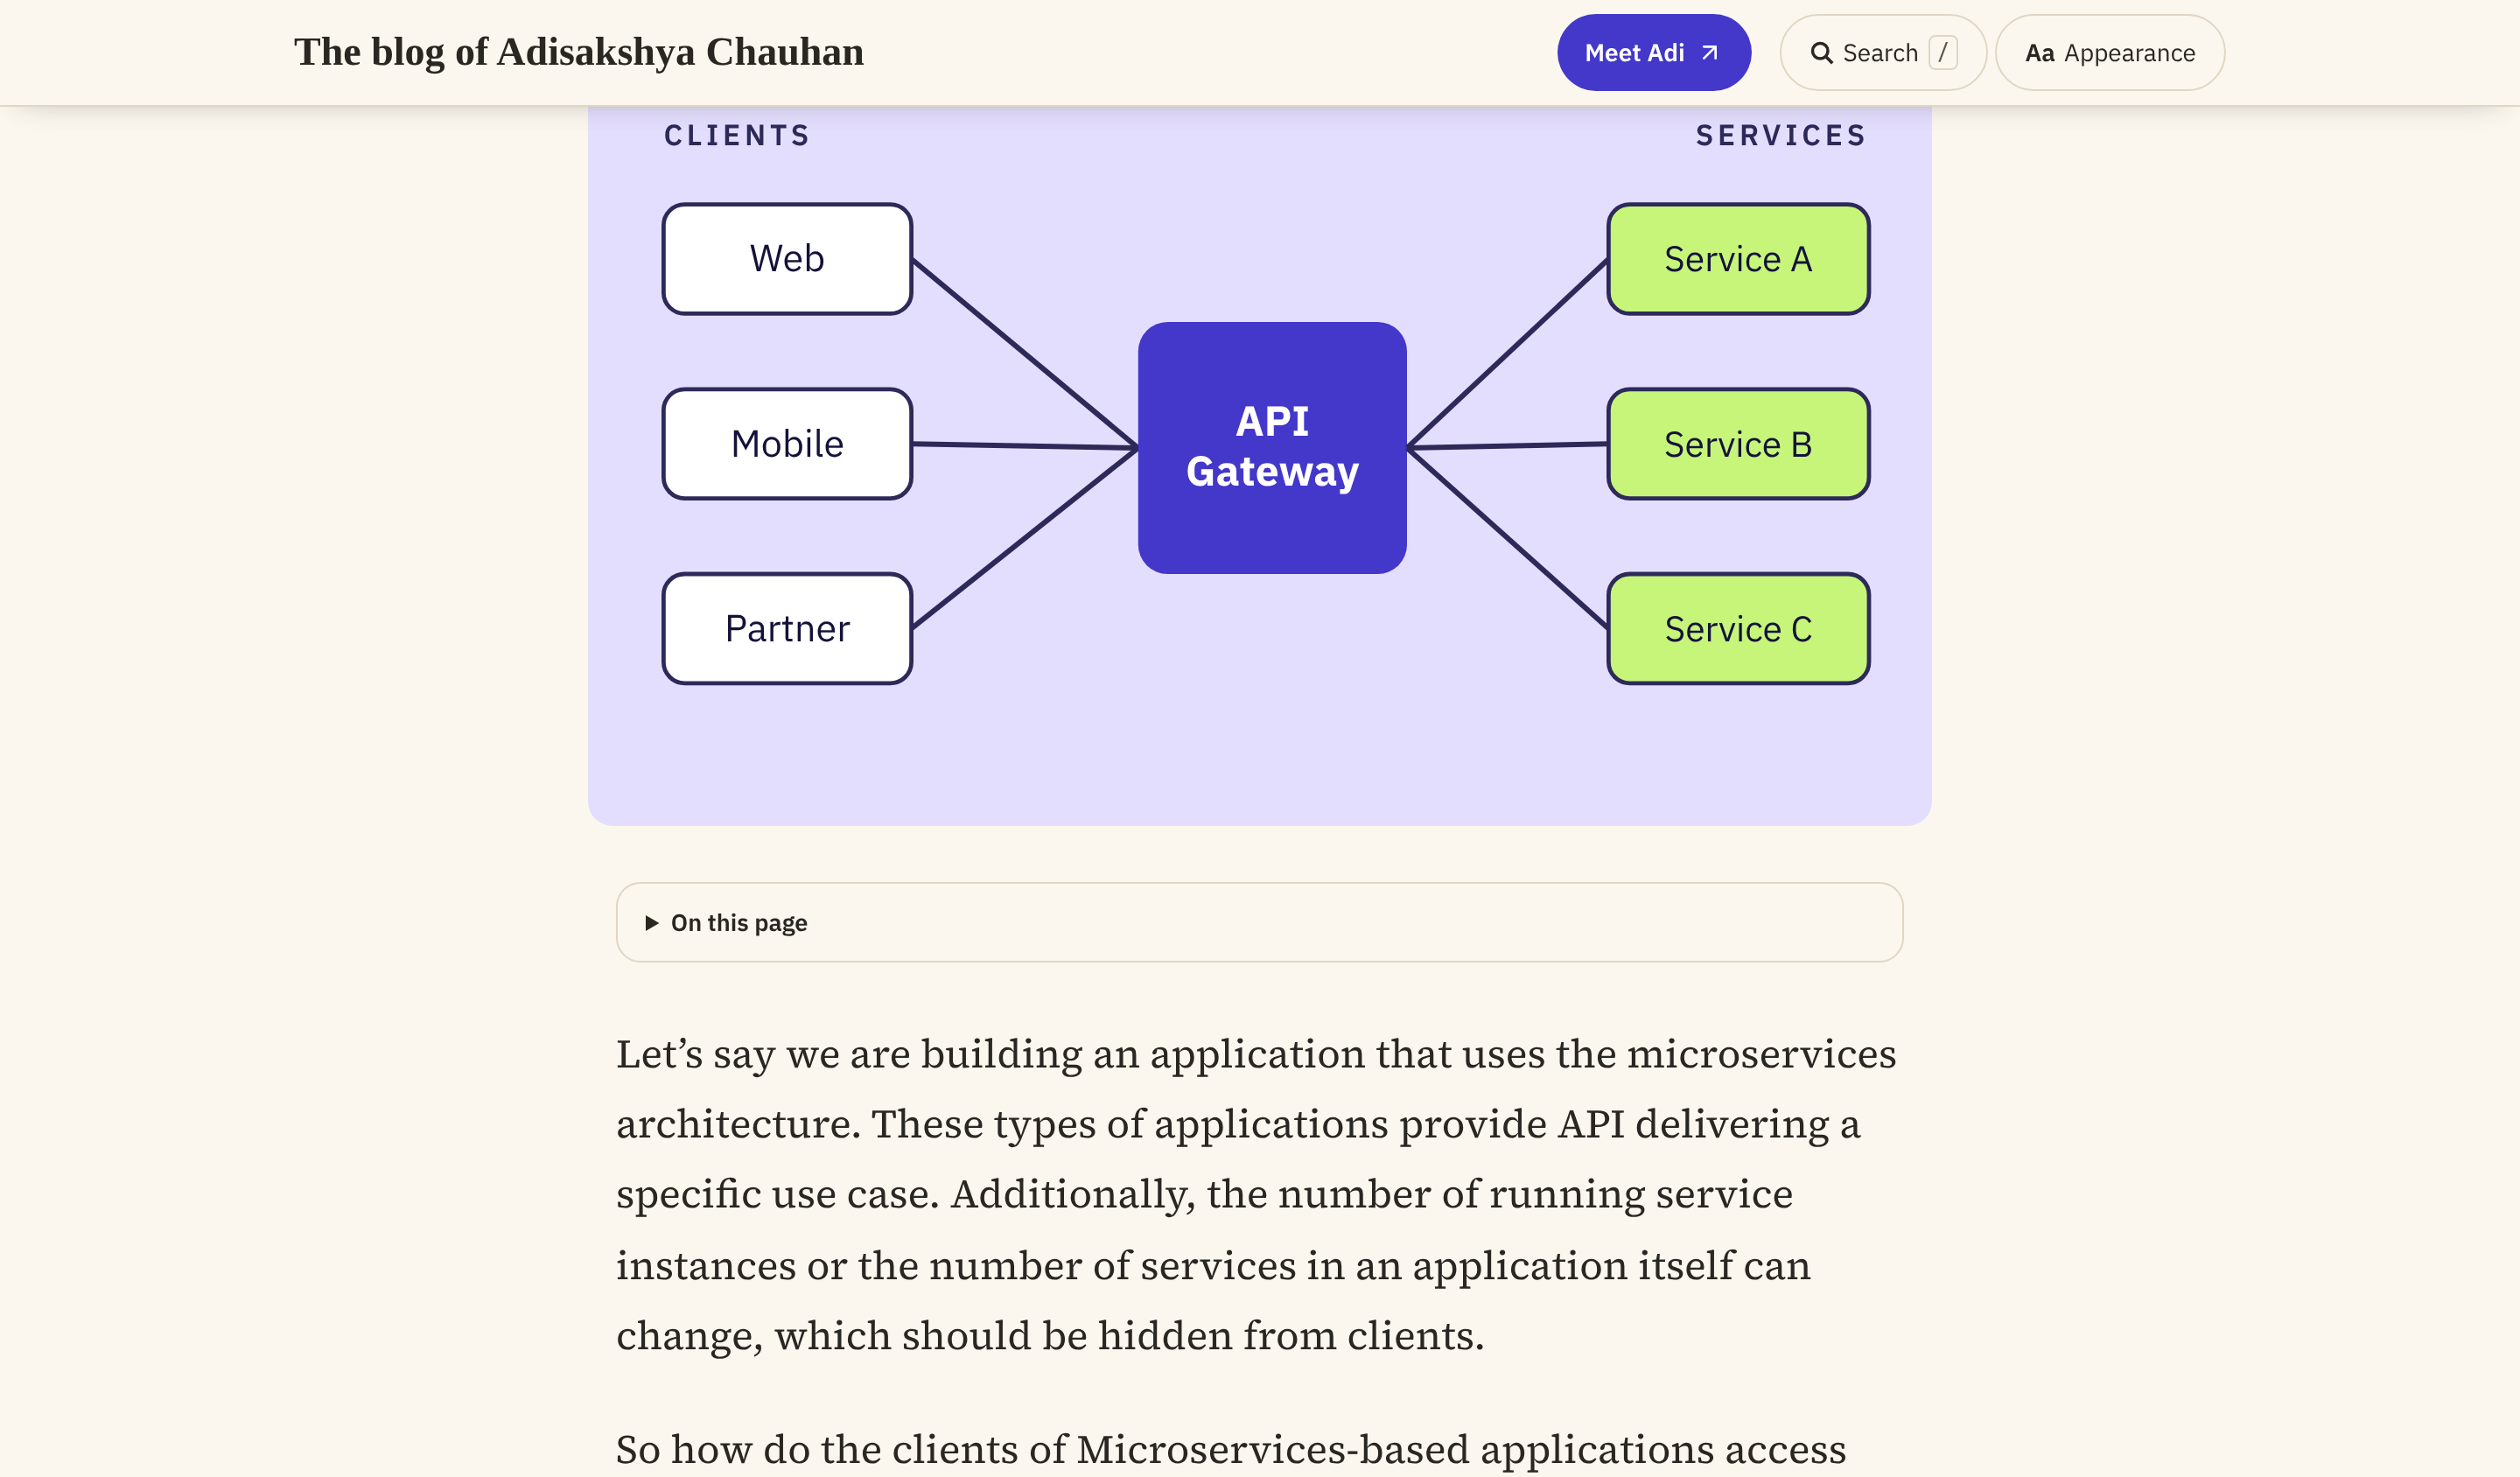 The blog of Adisakshya Chauhan
Meet Adi
Search /
Aa Appearance
CLIENTS
SERVICES
Web
Service A
Mobile
API
Gateway
Service B
Partner
Service C
On this page
Let’s say we are building an application that uses the microservices
architecture. These types of applications provide API delivering a
specific use case. Additionally, the number of running service
instances or the number of services in an application itself can
change, which should be hidden from clients.
So how do the clients of Microservices-based applications access